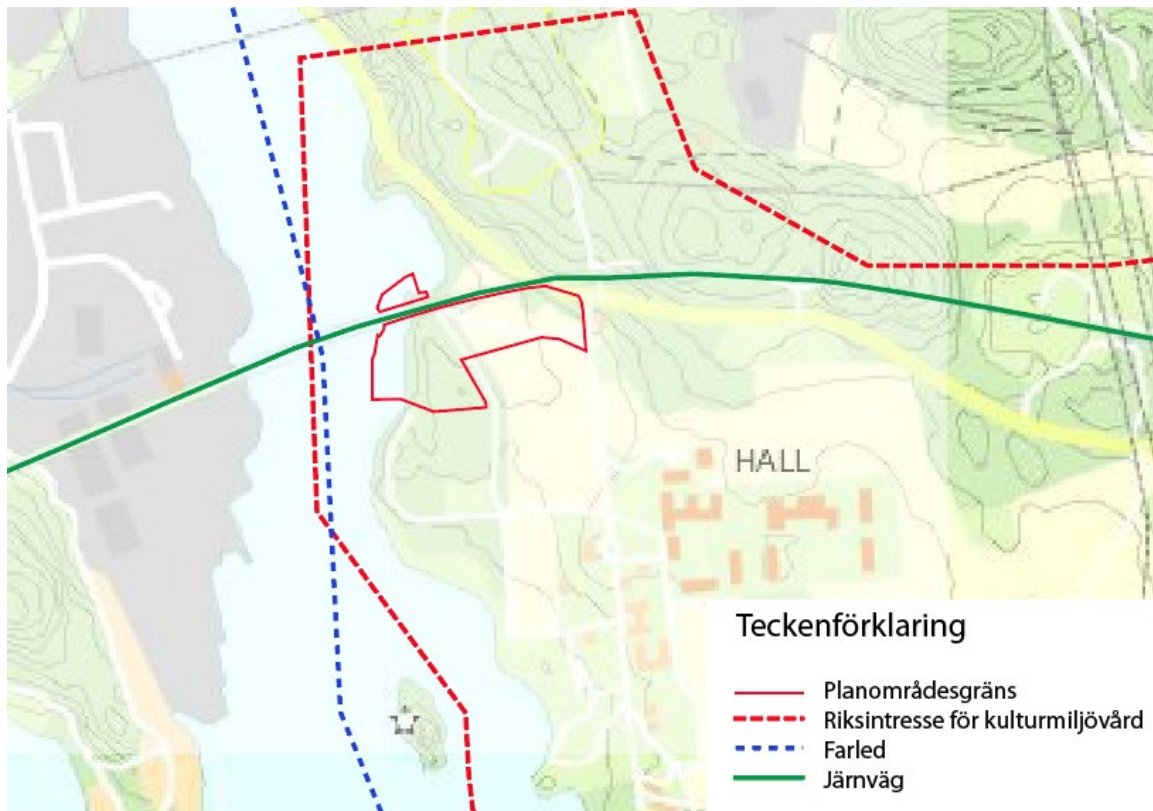 HALL
Teckenförklaring
Planområdesgräns
Riksintresse för kulturmiljövård
Farled
Järnväg